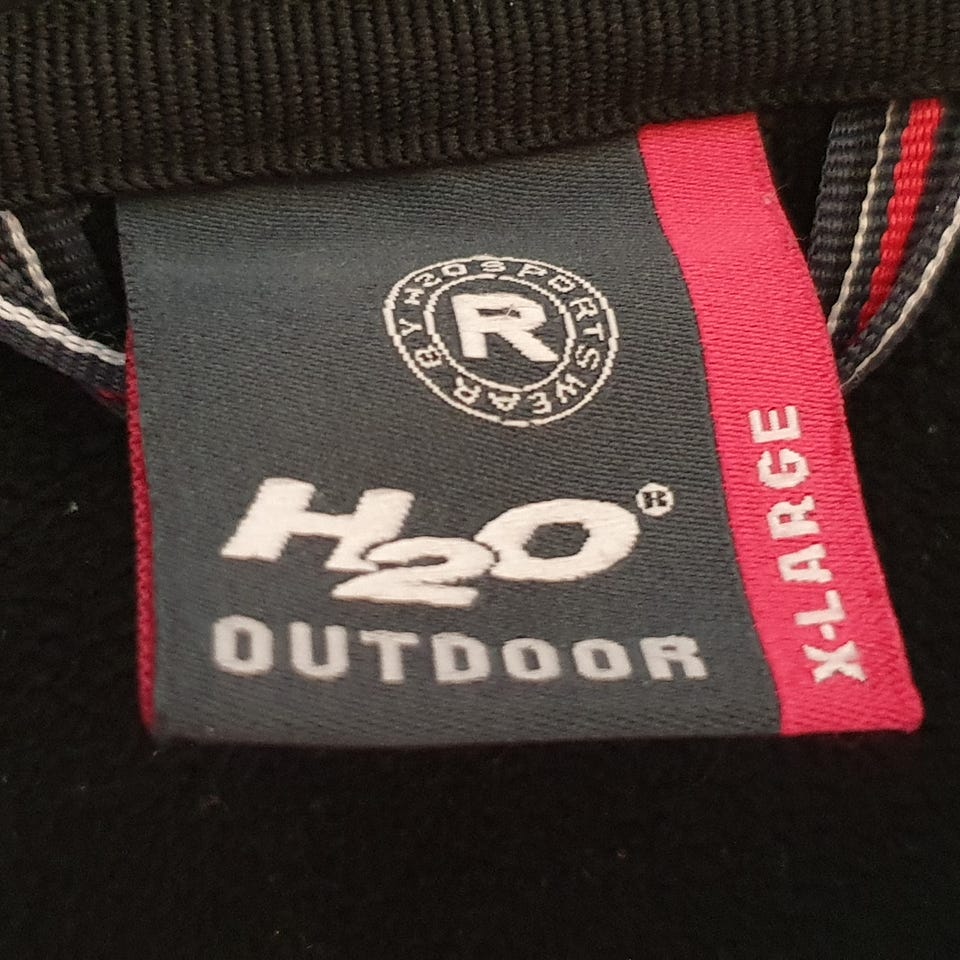 H2O SPORTSWEAR BY
R
H2O®
OUTDOOR
X-LARGE